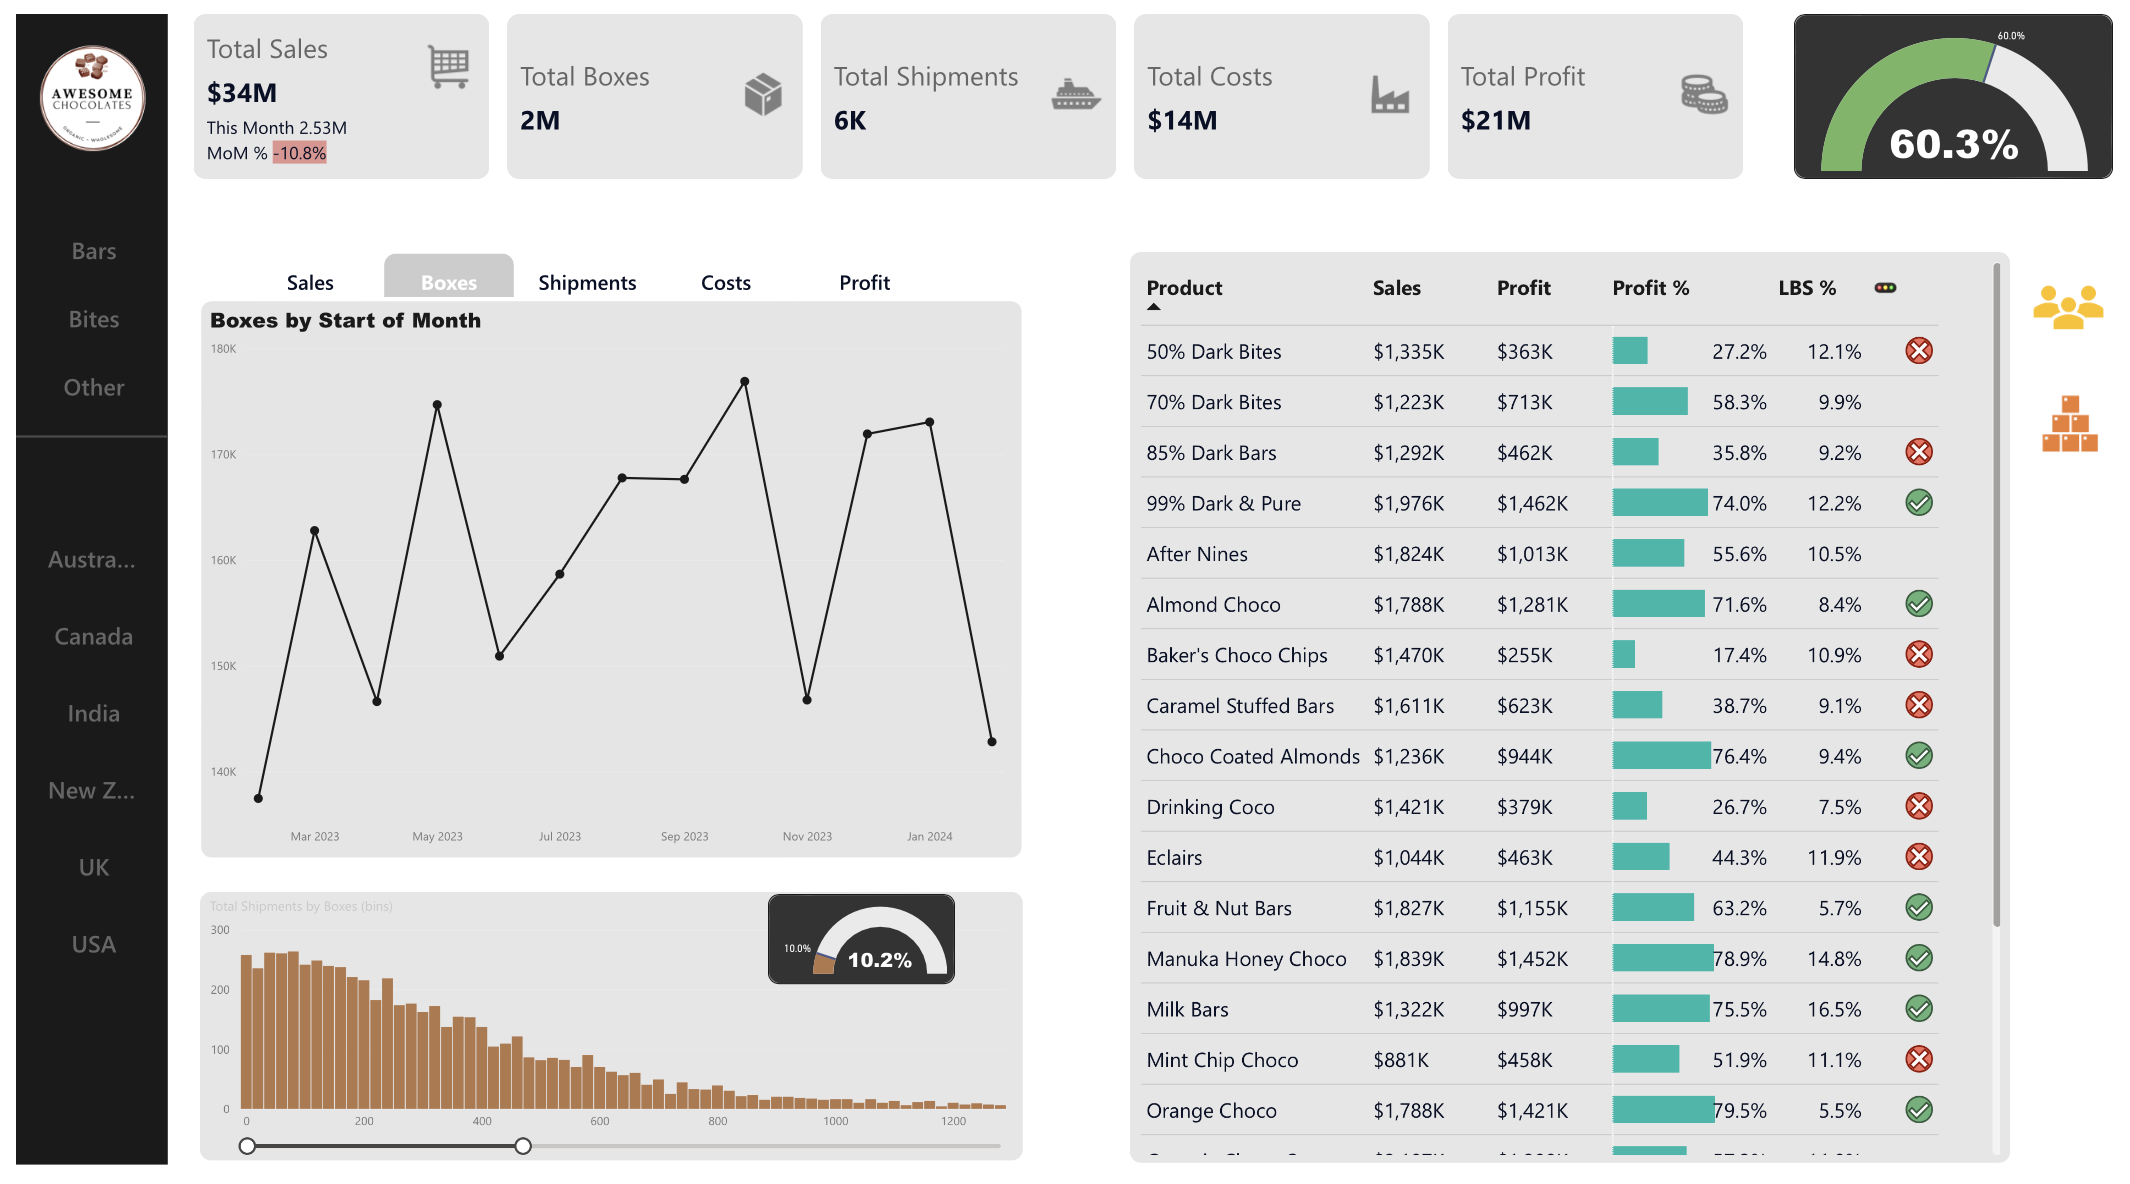 AWESOME
CHOCOLATES
ORGANIC - WHOLESOME
Bars
Bites
Other
Austra...
Canada
India
New Z...
UK
USA
Total Sales
$34M
This Month 2.53M
MoM % -10.8%
Total Boxes
2M
Total Shipments
6K
Total Costs
$14M
Total Profit
$21M
60.0%
60.3%
Sales Boxes Shipments Costs Profit
Boxes by Start of Month
180K
170K
160K
150K
140K
Mar 2023 May 2023 Jul 2023 Sep 2023 Nov 2023 Jan 2024
Total Shipments by Boxes (bins)
300
200
100
0
0 200 400 600 800 1000 1200
10.0%
10.2%
Product Sales Profit Profit % LBS %
50% Dark Bites $1,335K $363K 27.2% 12.1%
70% Dark Bites $1,223K $713K 58.3% 9.9%
85% Dark Bars $1,292K $462K 35.8% 9.2%
99% Dark & Pure $1,976K $1,462K 74.0% 12.2%
After Nines $1,824K $1,013K 55.6% 10.5%
Almond Choco $1,788K $1,281K 71.6% 8.4%
Baker's Choco Chips $1,470K $255K 17.4% 10.9%
Caramel Stuffed Bars $1,611K $623K 38.7% 9.1%
Choco Coated Almonds $1,236K $944K 76.4% 9.4%
Drinking Coco $1,421K $379K 26.7% 7.5%
Eclairs $1,044K $463K 44.3% 11.9%
Fruit & Nut Bars $1,827K $1,155K 63.2% 5.7%
Manuka Honey Choco $1,839K $1,452K 78.9% 14.8%
Milk Bars $1,322K $997K 75.5% 16.5%
Mint Chip Choco $881K $458K 51.9% 11.1%
Orange Choco $1,788K $1,421K 79.5% 5.5%